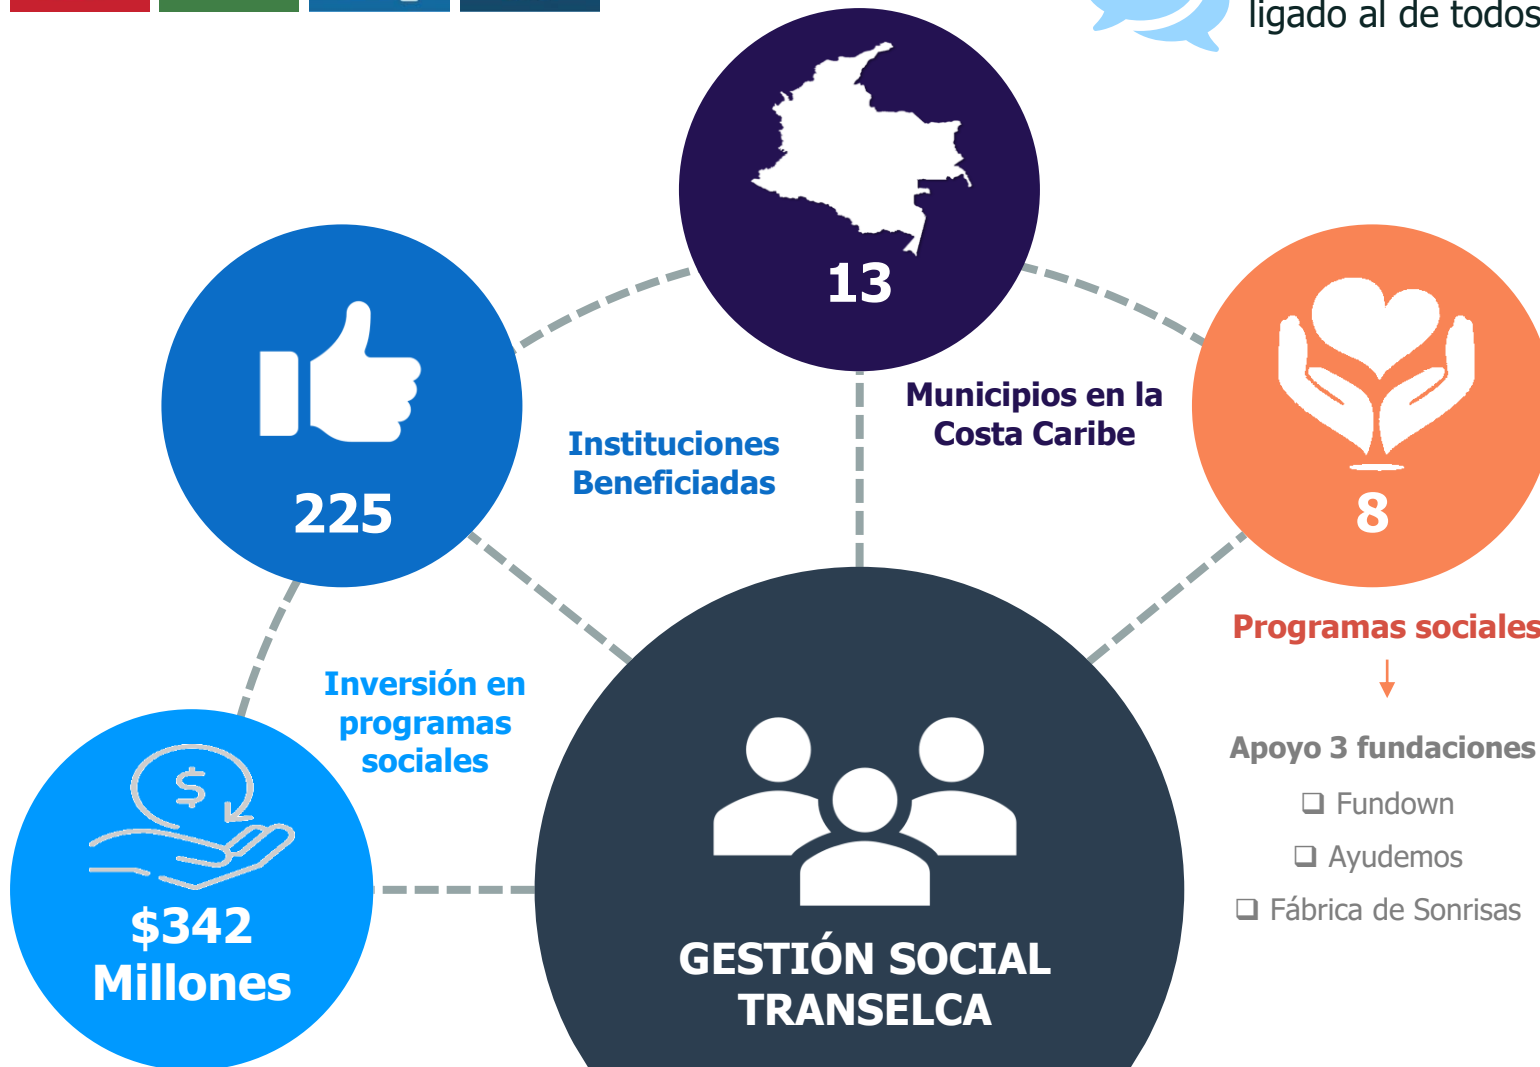 ligado al de todos
13
Municipios en la
Costa Caribe
225
Instituciones
Beneficiadas
8
Programas sociales
Apoyo 3 fundaciones
❑ Fundown
❑ Ayudemos
❑ Fábrica de Sonrisas
Inversión en
programas
sociales
$
$342
Millones
GESTIÓN SOCIAL
TRANSELCA